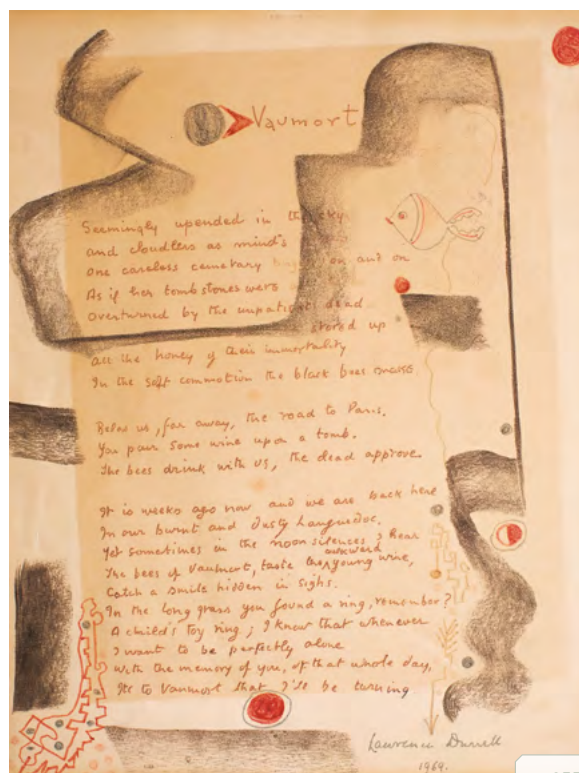 Vaumort
Seemingly upended in the sky
and cloudless as mind's
One careless cemetary on and on
As if her tombstones were
Overturned by the impatient dead
stored up
All the honey of their immortality
In the soft commotion the black bees make
Below us, far away, the road to Paris.
You pour some wine upon a tomb.
The bees drink with us, the dead approve
It is weeks ago now and we are back here
In our burnt and dusty Languedoc.
Yet sometimes in the noon silences I hear
awkward
The bees of Vaumort, taste the young wine,
Catch a smile hidden in sighs.
In the long grass you found a ring, remember?
A child's toy ring; I know that whenever
I want to be perfectly alone
With the memory of you, of that whole day,
Its to Vaumort that I'll be turning
Lawrence Durrell
1969.